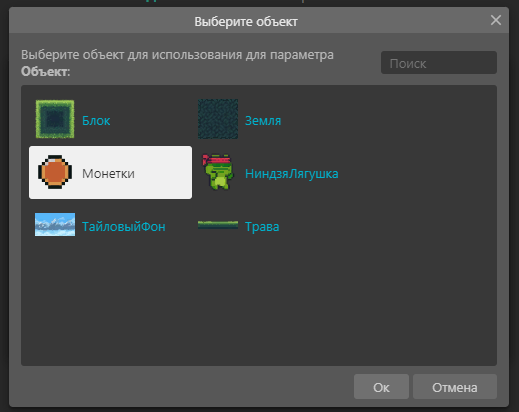 Выберите объект
Выберите объект для использования для параметра
Объект:
Поиск
Блок
Земля
Монетки
НиндзяЛягушка
ТайловыйФон
Трава
Ок
Отмена